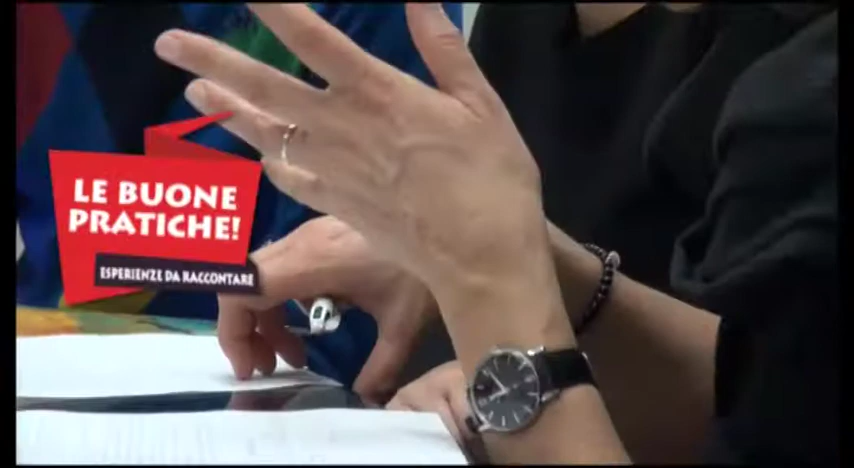 LE BUONE
PRATICHE!
ESPERIENZE DA RACCONTARE